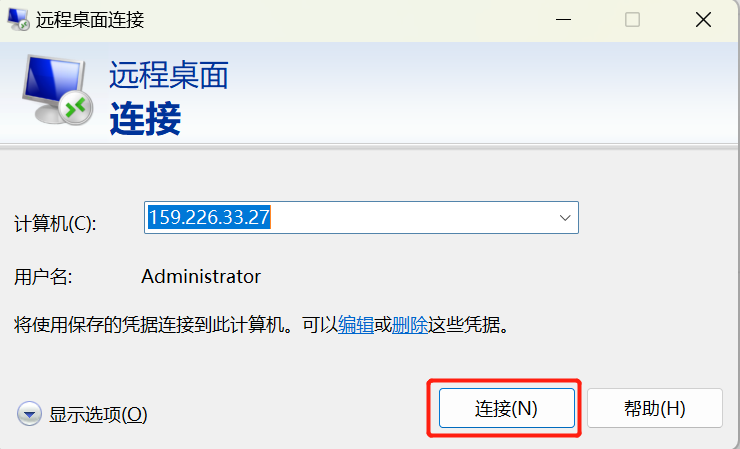 远程桌面连接
远程桌面
连接
计算机(C):
159.226.33.27
用户名:
Administrator
将使用保存的凭据连接到此计算机。可以编辑或删除这些凭据。
显示选项(O)
连接(N)
帮助(H)